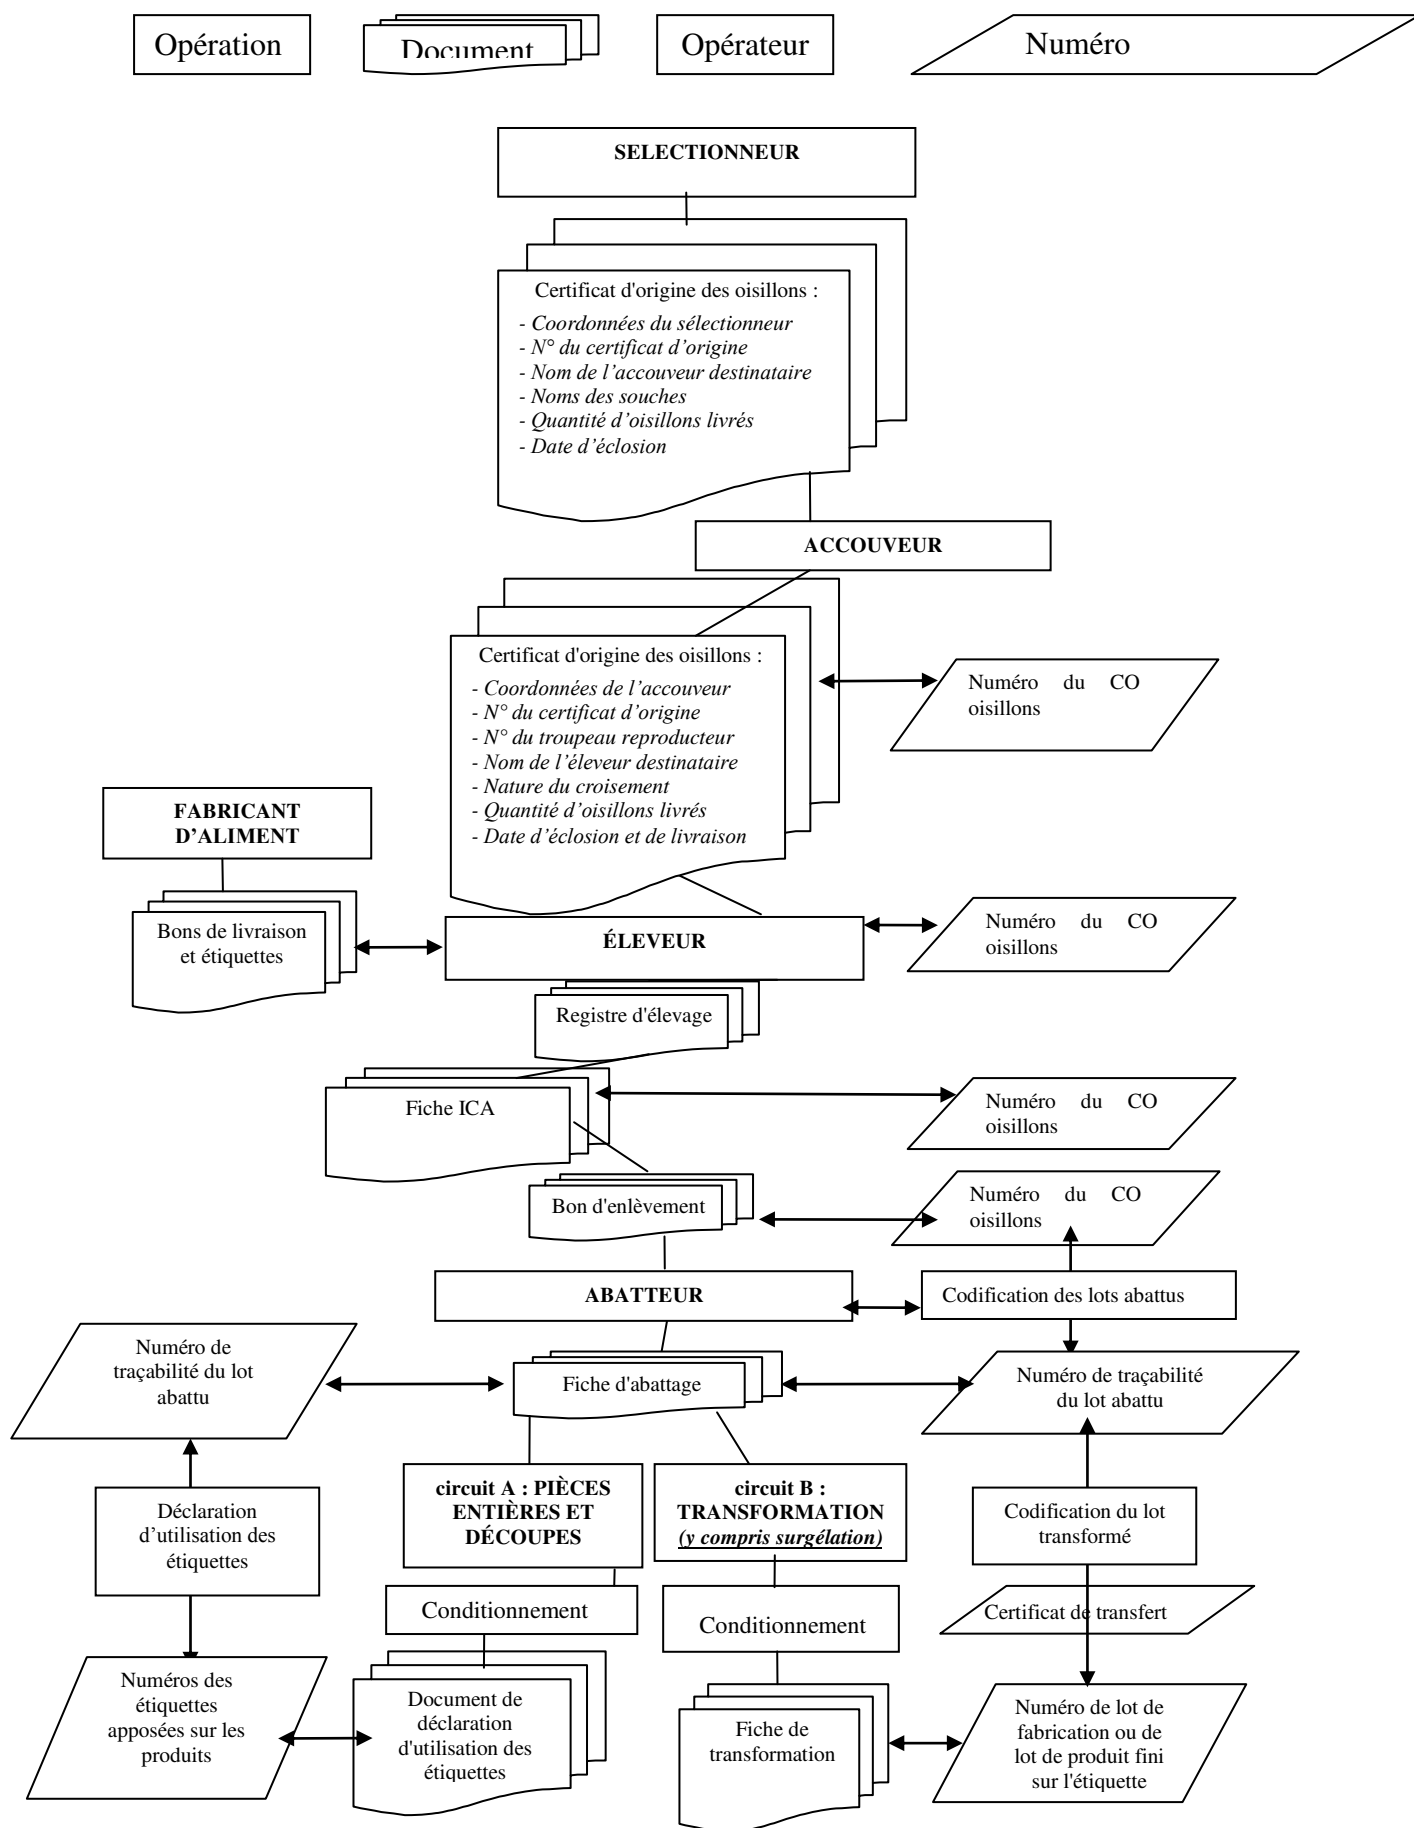 Opération
Document
Opérateur
Numéro
SELECTIONNEUR
Certificat d'origine des oisillons :
- Coordonnées du sélectionneur
- N° du certificat d'origine
- Nom de l'accouveur destinataire
- Noms des souches
- Quantité d'oisillons livrés
- Date d'éclosion
ACCOUVEUR
Certificat d'origine des oisillons :
- Coordonnées de l'accouveur
- N° du certificat d'origine
- N° du troupeau reproducteur
- Nom de l'éleveur destinataire
- Nature du croisement
- Quantité d'oisillons livrés
- Date d'éclosion et de livraison
Numéro du CO
oisillons
FABRICANT
D'ALIMENT
Bons de livraison
et étiquettes
ÉLEVEUR
Numéro du CO
oisillons
Registre d'élevage
Fiche ICA
Numéro du CO
oisillons
Bon d'enlèvement
Numéro du CO
oisillons
ABATTEUR
Codification des lots abattus
Numéro de
traçabilité du lot
abattu
Fiche d'abattage
Numéro de traçabilité
du lot abattu
Déclaration
d'utilisation des
étiquettes
circuit A : PIÈCES
ENTIÈRES ET
DÉCOUPES
circuit B :
TRANSFORMATION
(y compris surgélation)
Codification du lot
transformé
Conditionnement
Conditionnement
Certificat de transfert
Numéros des
étiquettes
apposées sur les
produits
Document de
déclaration
d'utilisation des
étiquettes
Fiche de
transformation
Numéro de lot de
fabrication ou de
lot de produit fini
sur l'étiquette